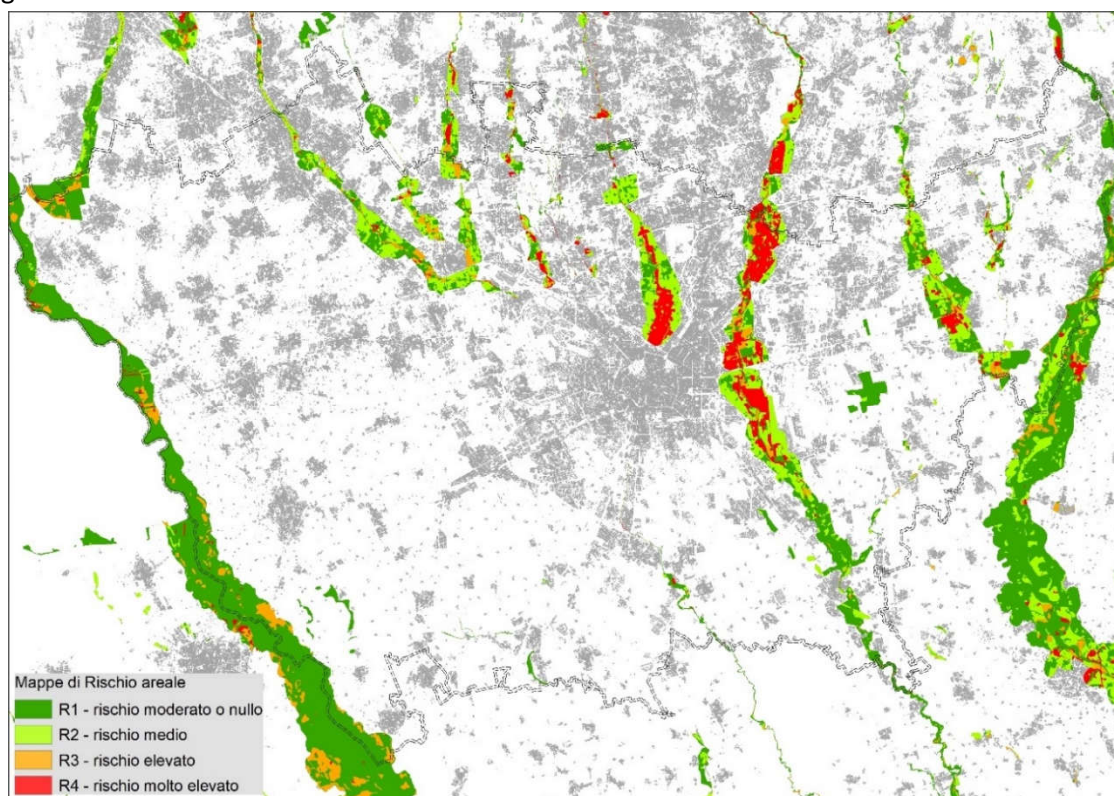 g
Mappe di Rischio areale
R1 - rischio moderato o nullo
R2 - rischio medio
R3 - rischio elevato
R4 - rischio molto elevato